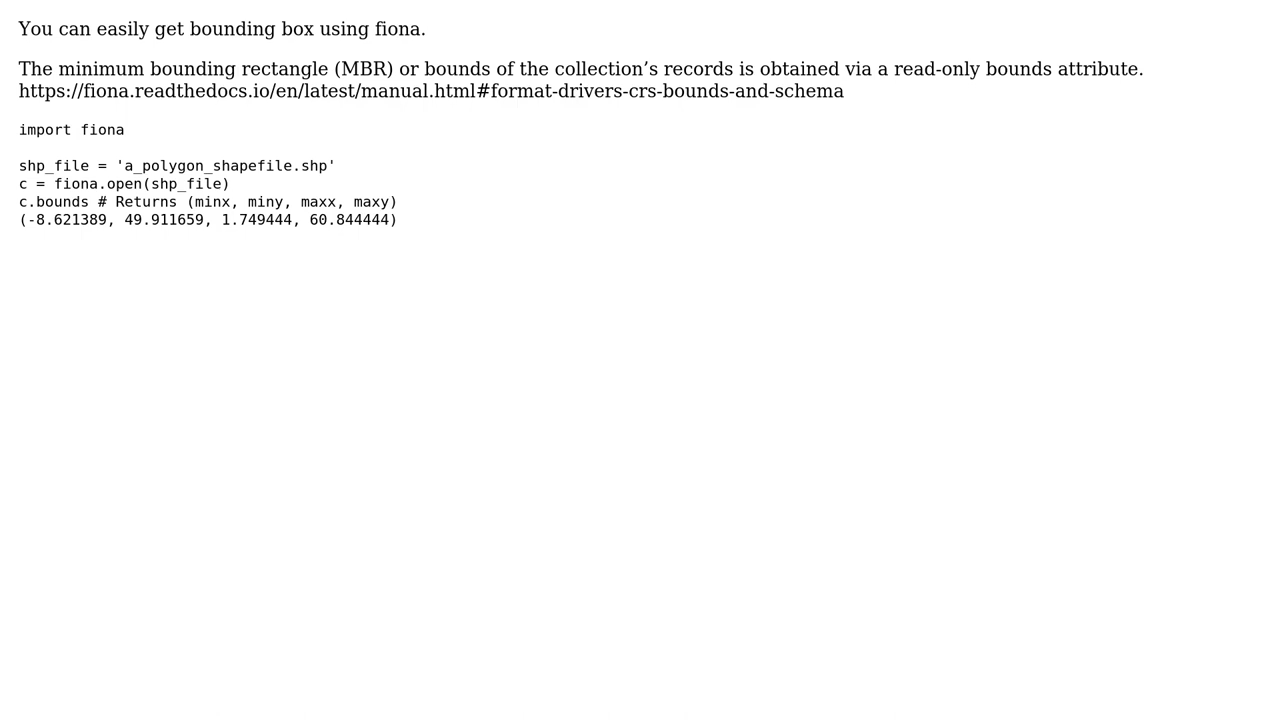 You can easily get bounding box using fiona.
The minimum bounding rectangle (MBR) or bounds of the collection’s records is obtained via a read-only bounds attribute.
https://fiona.readthedocs.io/en/latest/manual.html#format-drivers-crs-bounds-and-schema
import fiona
shp_file = 'a_polygon_shapefile.shp'
c = fiona.open(shp_file)
c.bounds # Returns (minx, miny, maxx, maxy)
(-8.621389, 49.911659, 1.749444, 60.844444)